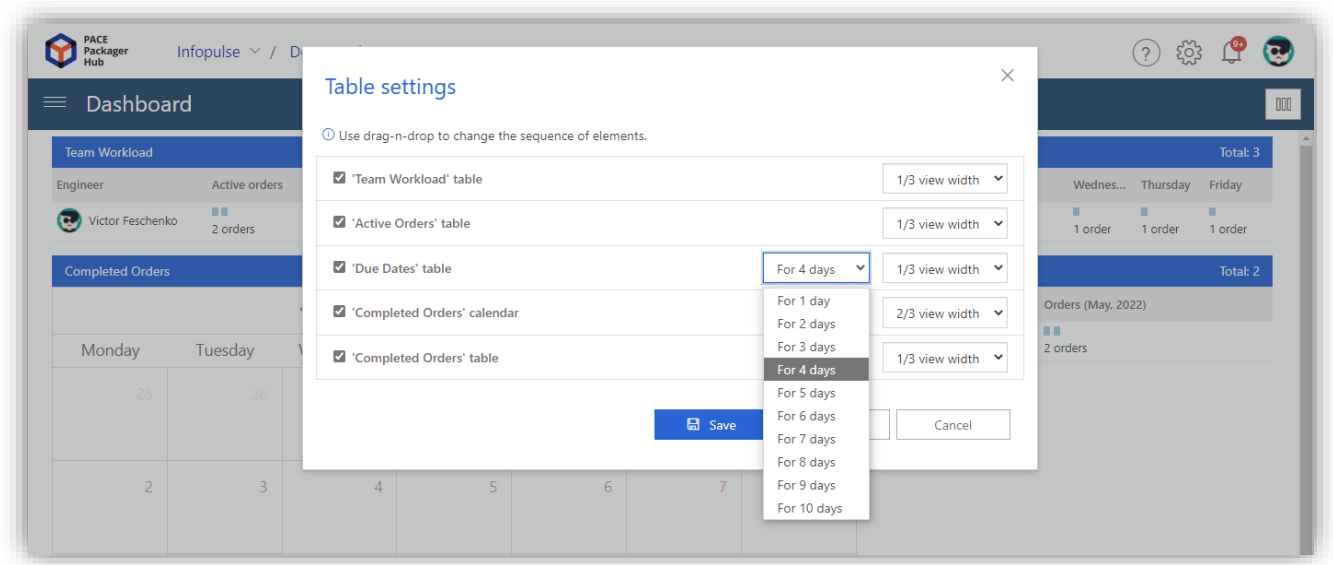 PACE
Packager
Hub
Infopulse /
9+
Dashboard
Table settings
Use drag-n-drop to change the sequence of elements.
'Team Workload' table 1/3 view width
'Active Orders' table 1/3 view width
'Due Dates' table For 4 days 1/3 view width
'Completed Orders' calendar 2/3 view width
'Completed Orders' table 1/3 view width
For 1 day
For 2 days
For 3 days
For 4 days
For 5 days
For 6 days
For 7 days
For 8 days
For 9 days
For 10 days
Save Cancel
Team Workload Total: 3
Engineer Active orders Wednes... Thursday Friday
Victor Feschenko 2 orders 1 order 1 order 1 order
Completed Orders Total: 2
Orders (May, 2022)
2 orders
Monday Tuesday
25 26
2 3 4 5 6 7